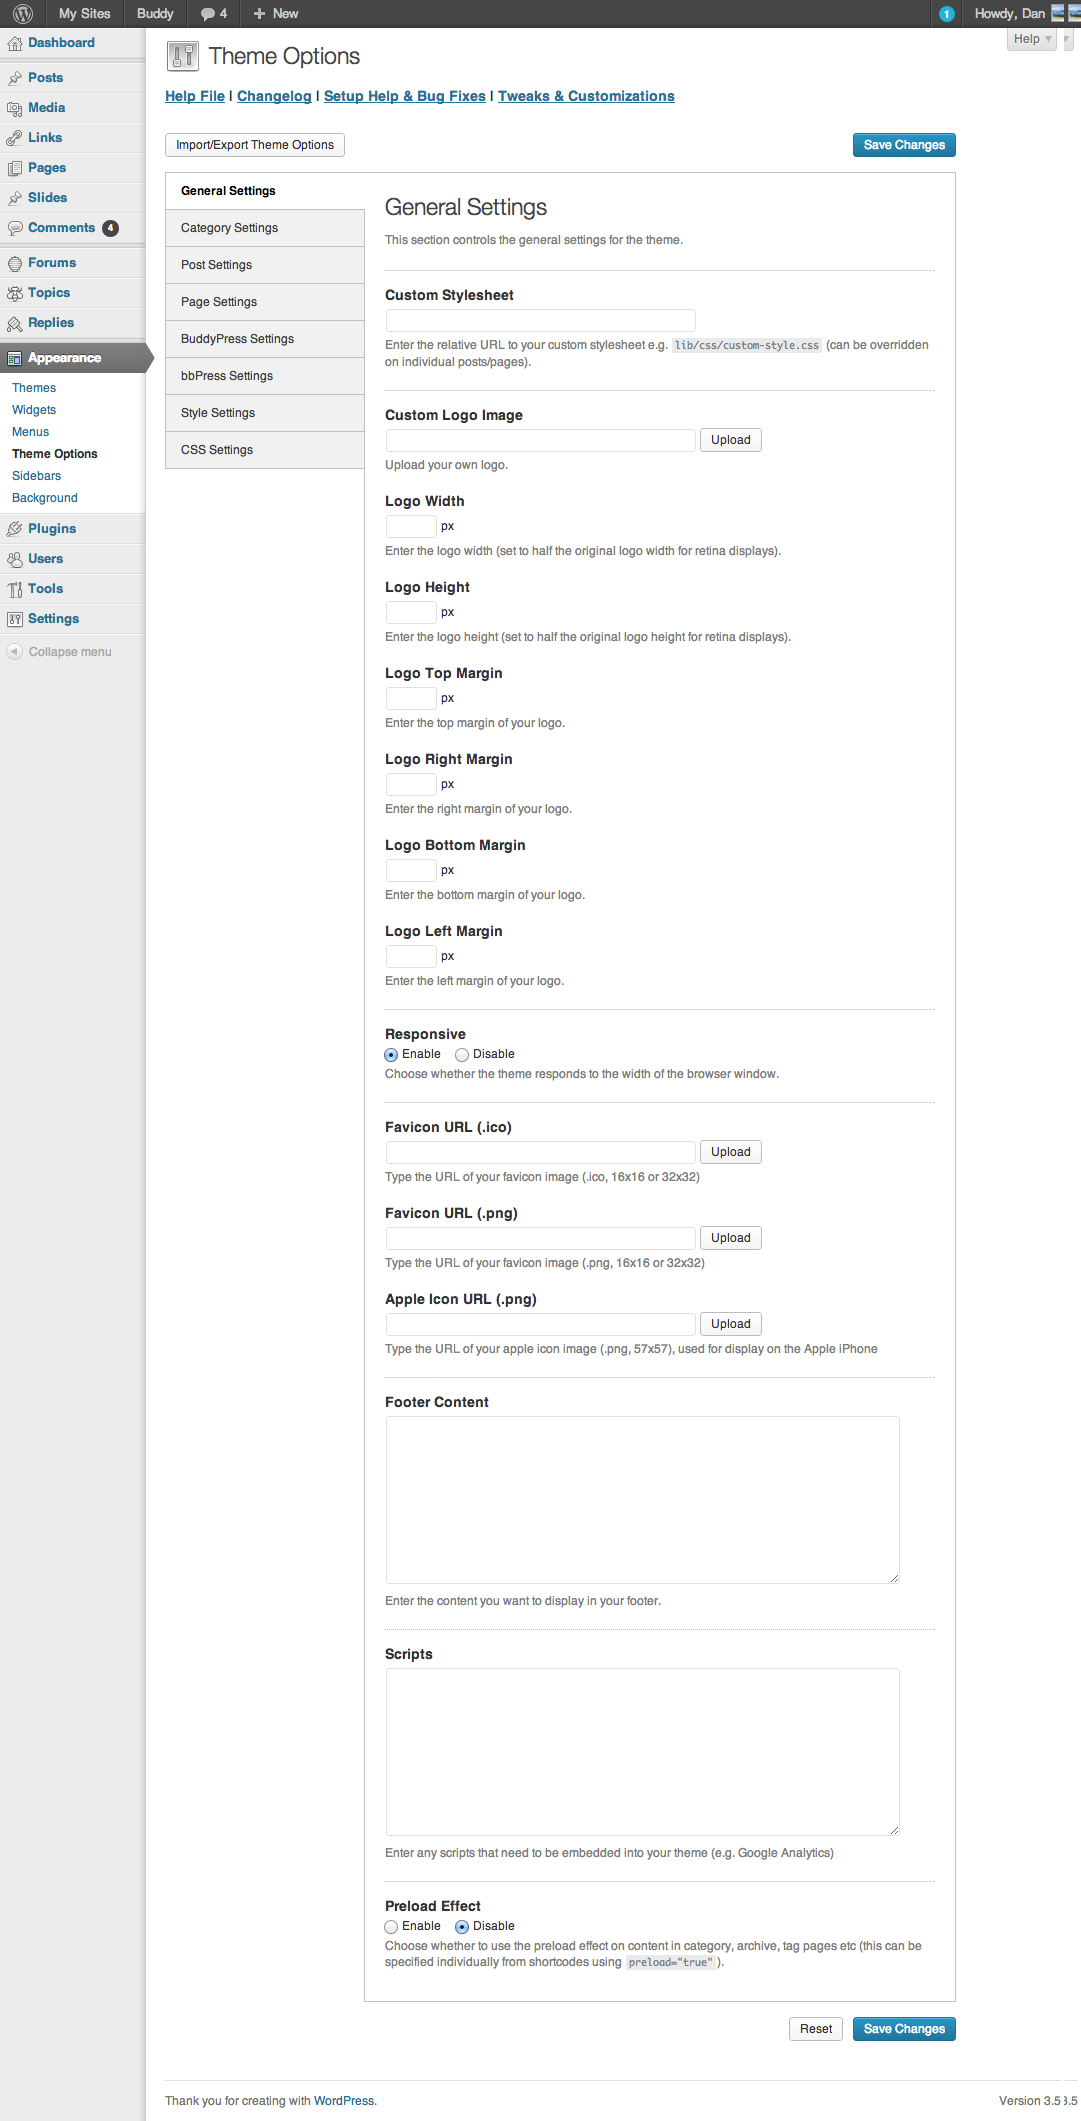 My Sites Buddy 4 + New 1 Howdy, Dan
Help
Dashboard
Posts
Media
Links
Pages
Slides
Comments 4
Forums
Topics
Replies
Appearance
Themes
Widgets
Menus
Theme Options
Sidebars
Background
Plugins
Users
Tools
Settings
Collapse menu
Theme Options
Help File | Changelog | Setup Help & Bug Fixes | Tweaks & Customizations
Import/Export Theme Options Save Changes
General Settings
Category Settings
Post Settings
Page Settings
BuddyPress Settings
bbPress Settings
Style Settings
CSS Settings
General Settings
This section controls the general settings for the theme.
Custom Stylesheet
Enter the relative URL to your custom stylesheet e.g. lib/css/custom-style.css (can be overridden
on individual posts/pages).
Custom Logo Image
Upload
Upload your own logo.
Logo Width
px
Enter the logo width (set to half the original logo width for retina displays).
Logo Height
px
Enter the logo height (set to half the original logo height for retina displays).
Logo Top Margin
px
Enter the top margin of your logo.
Logo Right Margin
px
Enter the right margin of your logo.
Logo Bottom Margin
px
Enter the bottom margin of your logo.
Logo Left Margin
px
Enter the left margin of your logo.
Responsive
Enable Disable
Choose whether the theme responds to the width of the browser window.
Favicon URL (.ico)
Upload
Type the URL of your favicon image (.ico, 16x16 or 32x32)
Favicon URL (.png)
Upload
Type the URL of your favicon image (.png, 16x16 or 32x32)
Apple Icon URL (.png)
Upload
Type the URL of your apple icon image (.png, 57x57), used for display on the Apple iPhone
Footer Content
Enter the content you want to display in your footer.
Scripts
Enter any scripts that need to be embedded into your theme (e.g. Google Analytics)
Preload Effect
Enable Disable
Choose whether to use the preload effect on content in category, archive, tag pages etc (this can be
specified individually from shortcodes using preload="true" ).
Reset Save Changes
Thank you for creating with WordPress. Version 3.5